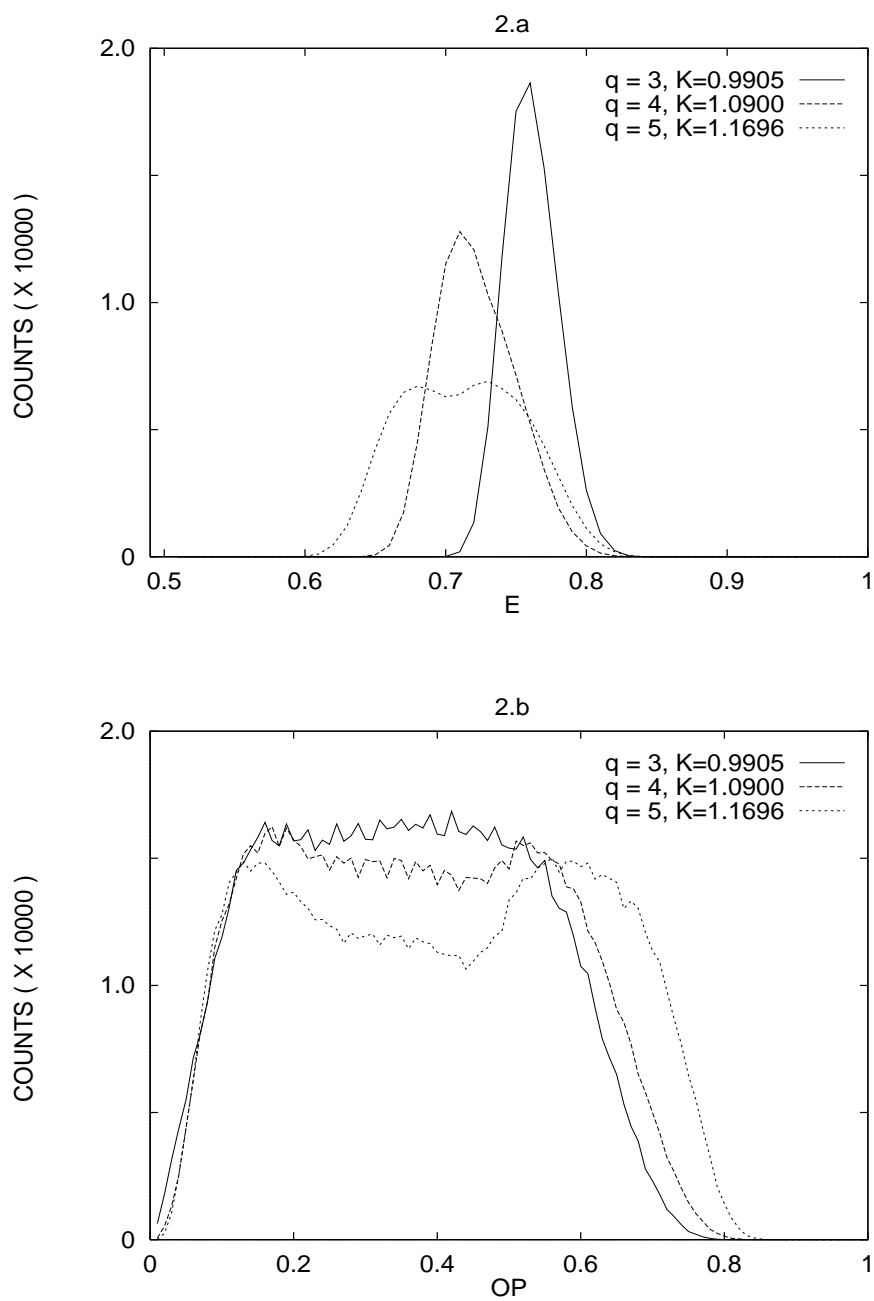 2.a
2.0
q = 3, K=0.9905
q = 4, K=1.0900
q = 5, K=1.1696
COUNTS ( X 10000 )
1.0
0
0.5 0.6 0.7 0.8 0.9 1
E
2.b
2.0
q = 3, K=0.9905
q = 4, K=1.0900
q = 5, K=1.1696
COUNTS ( X 10000 )
1.0
0
0 0.2 0.4 0.6 0.8 1
OP